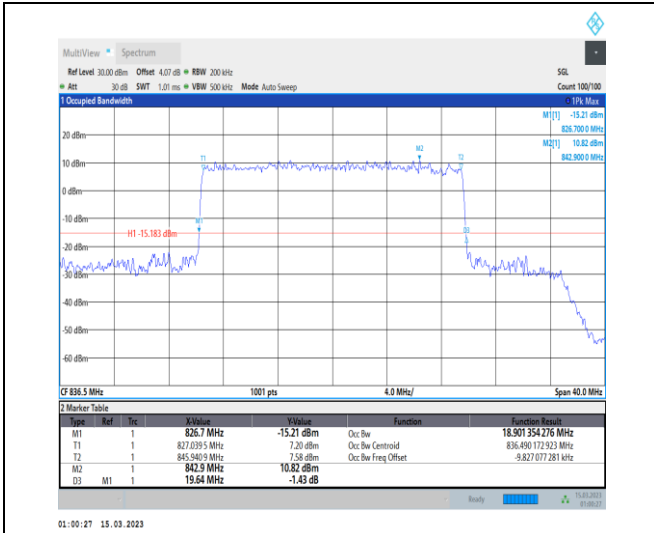 MultiView Spectrum
Ref Level 30.00 dBm Offset 4.07 dB RBW 200 kHz SGL
Att 30 dB SWT 1.01 ms VBW 500 kHz Mode Auto Sweep Count 100/100
1 Occupied Bandwidth 1Pk Max
M1[1] -15.21 dBm
826.700 0 MHz
M2[1] 10.82 dBm
842.900 0 MHz
20 dBm
M2
T1 T2
10 dBm
0 dBm
-10 dBm
M1
H1 -15.183 dBm
D3
-20 dBm
-30 dBm
-40 dBm
-50 dBm
-60 dBm
CF 836.5 MHz 1001 pts 4.0 MHz/ Span 40.0 MHz
2 Marker Table
Type Ref Trc X-Value Y-Value Function Function Result
M1 1 826.7 MHz -15.21 dBm Occ Bw 18.901 354 276 MHz
T1 1 827.039 5 MHz 7.20 dBm Occ Bw Centroid 836.490 172 923 MHz
T2 1 845.940 9 MHz 7.58 dBm Occ Bw Freq Offset -9.827 077 281 kHz
M2 1 842.9 MHz 10.82 dBm
D3 M1 1 19.64 MHz -1.43 dB
Ready 15.03.2023
01:00:27
01:00:27 15.03.2023